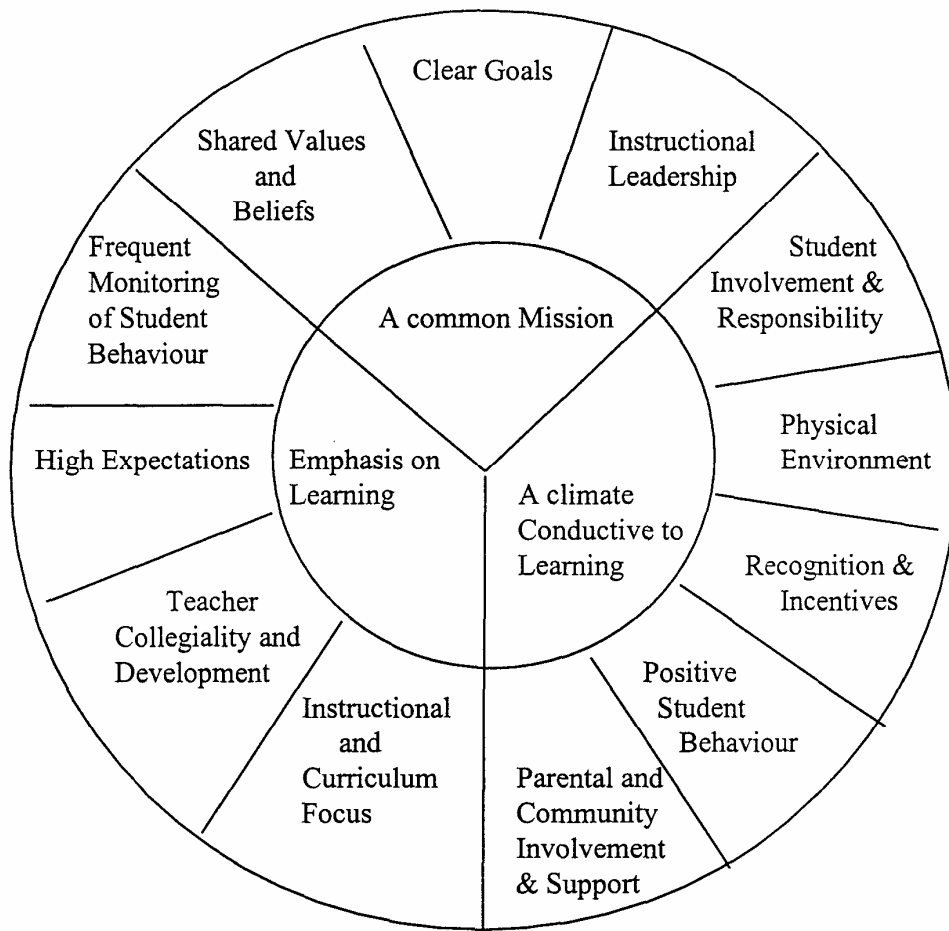 Clear Goals
Shared Values
and
Beliefs
Instructional
Leadership
Frequent
Monitoring
of Student
Behaviour
Student
Involvement &
Responsibility
A common Mission
Physical
Environment
High Expectations
Emphasis on
Learning
A climate
Conductive to
Learning
Recognition &
Incentives
Teacher
Collegiality and
Development
Positive
Student
Behaviour
Instructional
and
Curriculum
Focus
Parental and
Community
Involvement
& Support